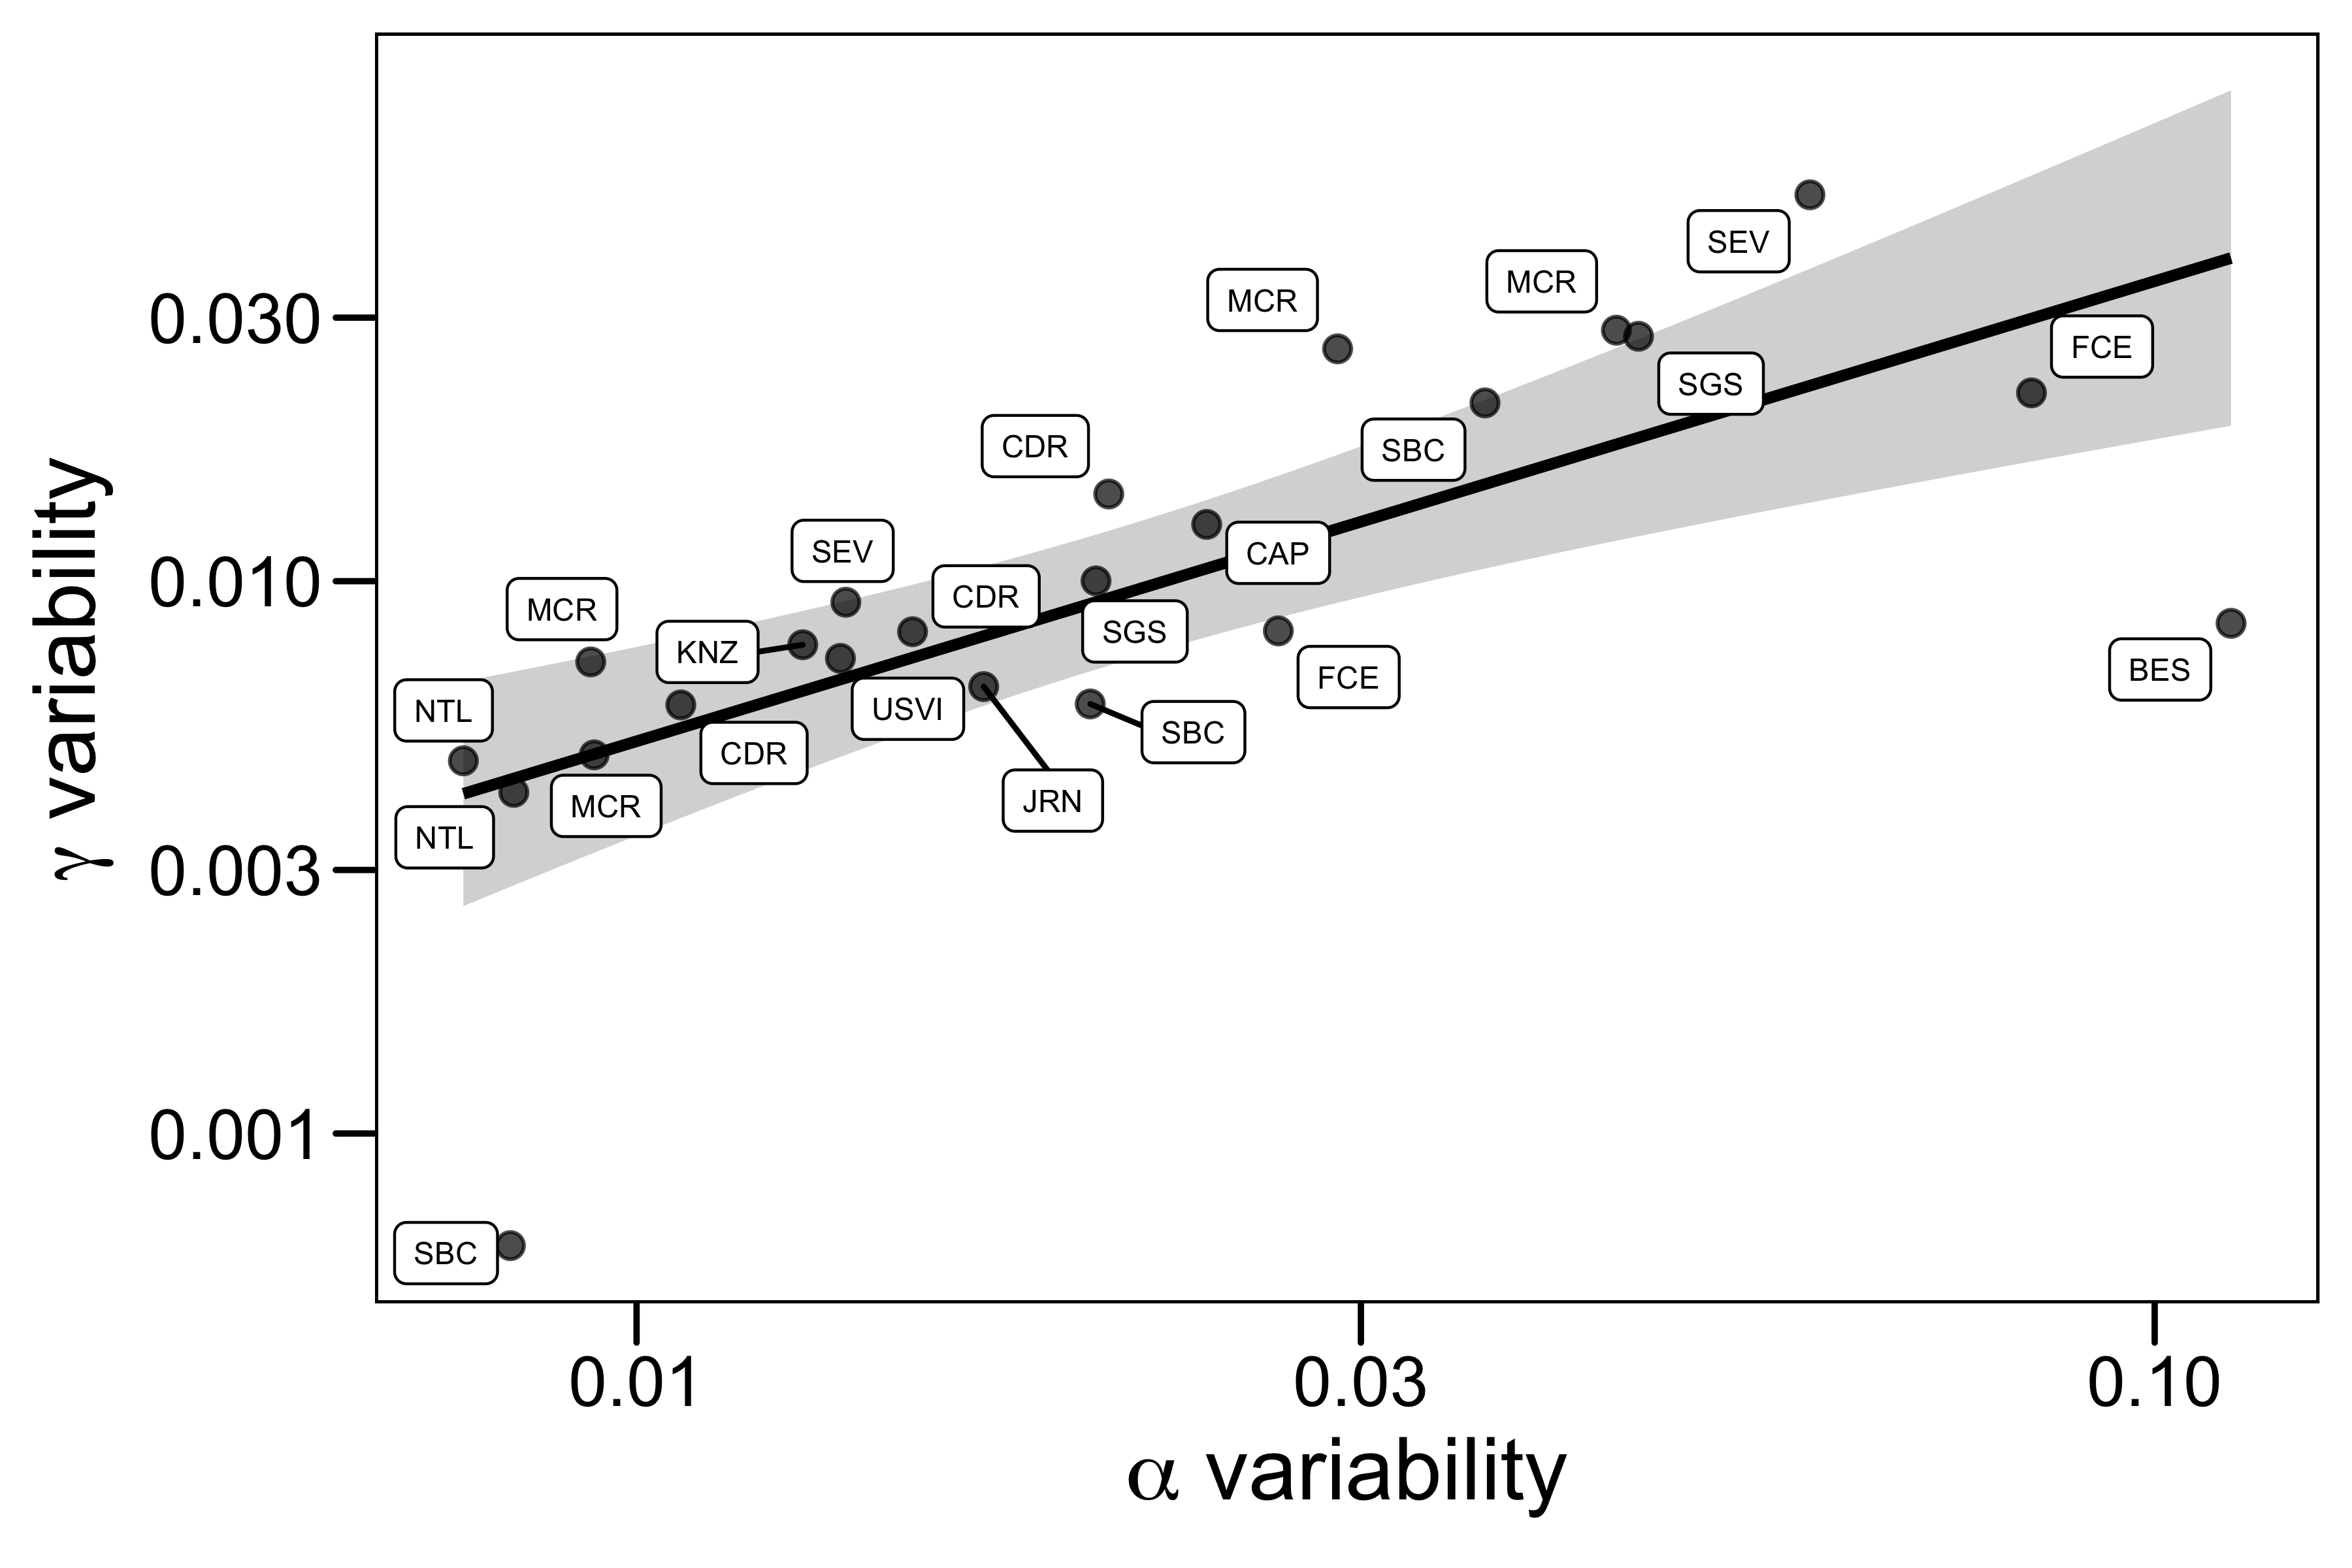 SEV
MCR
MCR
0.030
FCE
SGS
CDR
SBC
SEV
CAP
0.010
CDR
MCR
SGS
KNZ
FCE
BES
NTL
USVI
SBC
CDR
JRN
MCR
NTL
0.003
0.001
SBC
γ variability
0.01
0.03
0.10
α variability